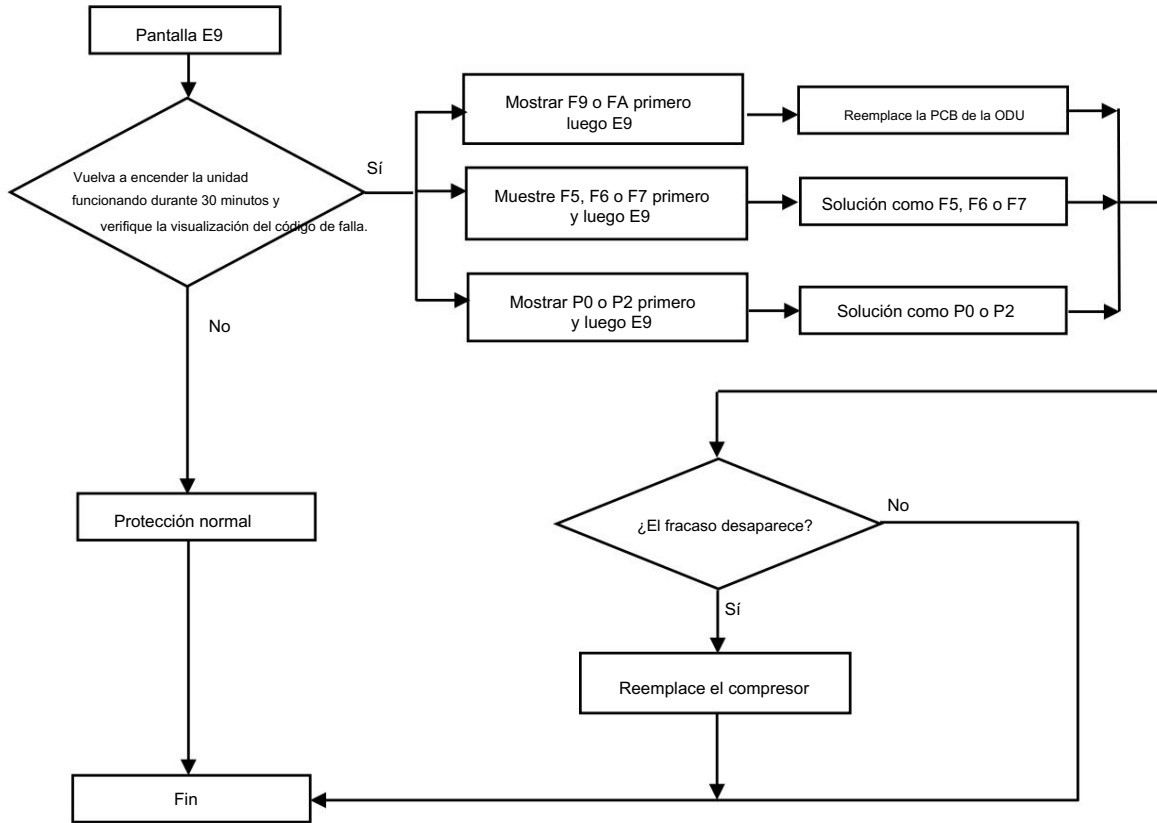 Pantalla E9
Vuelva a encender la unidad
funcionando durante 30 minutos y
verifique la visualización del código de falla.
Sí
Mostrar F9 o FA primero
luego E9
Reemplace la PCB de la ODU
Muestre F5, F6 o F7 primero
y luego E9
Solución como F5, F6 o F7
Mostrar P0 o P2 primero
y luego E9
Solución como P0 o P2
No
Protección normal
¿El fracaso desaparece?
No
Sí
Reemplace el compresor
Fin